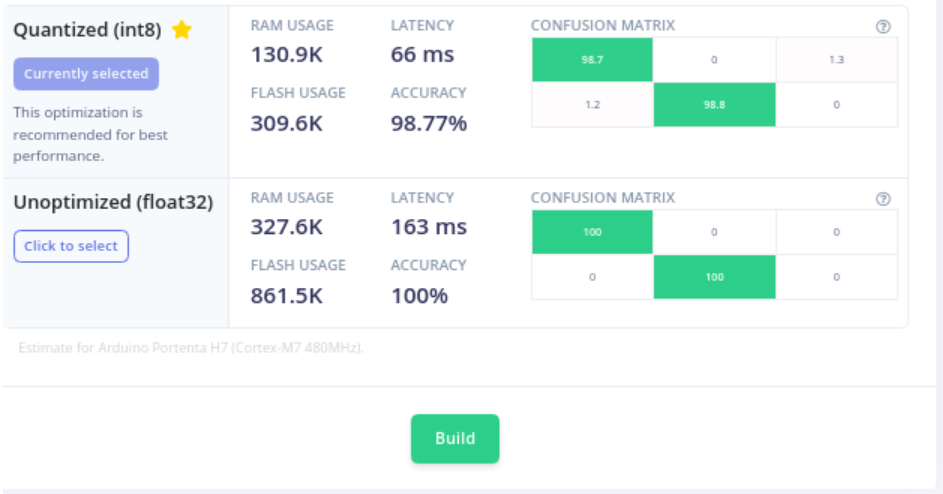 Quantized (int8)
Currently selected
This optimization is
recommended for best
performance.
RAM USAGE
130.9K
LATENCY
66 ms
FLASH USAGE
309.6K
ACCURACY
98.77%
CONFUSION MATRIX
98.7 0 1.3
1.2 98.8 0
Unoptimized (float32)
Click to select
RAM USAGE
327.6K
LATENCY
163 ms
FLASH USAGE
861.5K
ACCURACY
100%
CONFUSION MATRIX
100 0 0
0 100 0
Estimate for Arduino Portenta H7 (Cortex-M7 480MHz).
Build